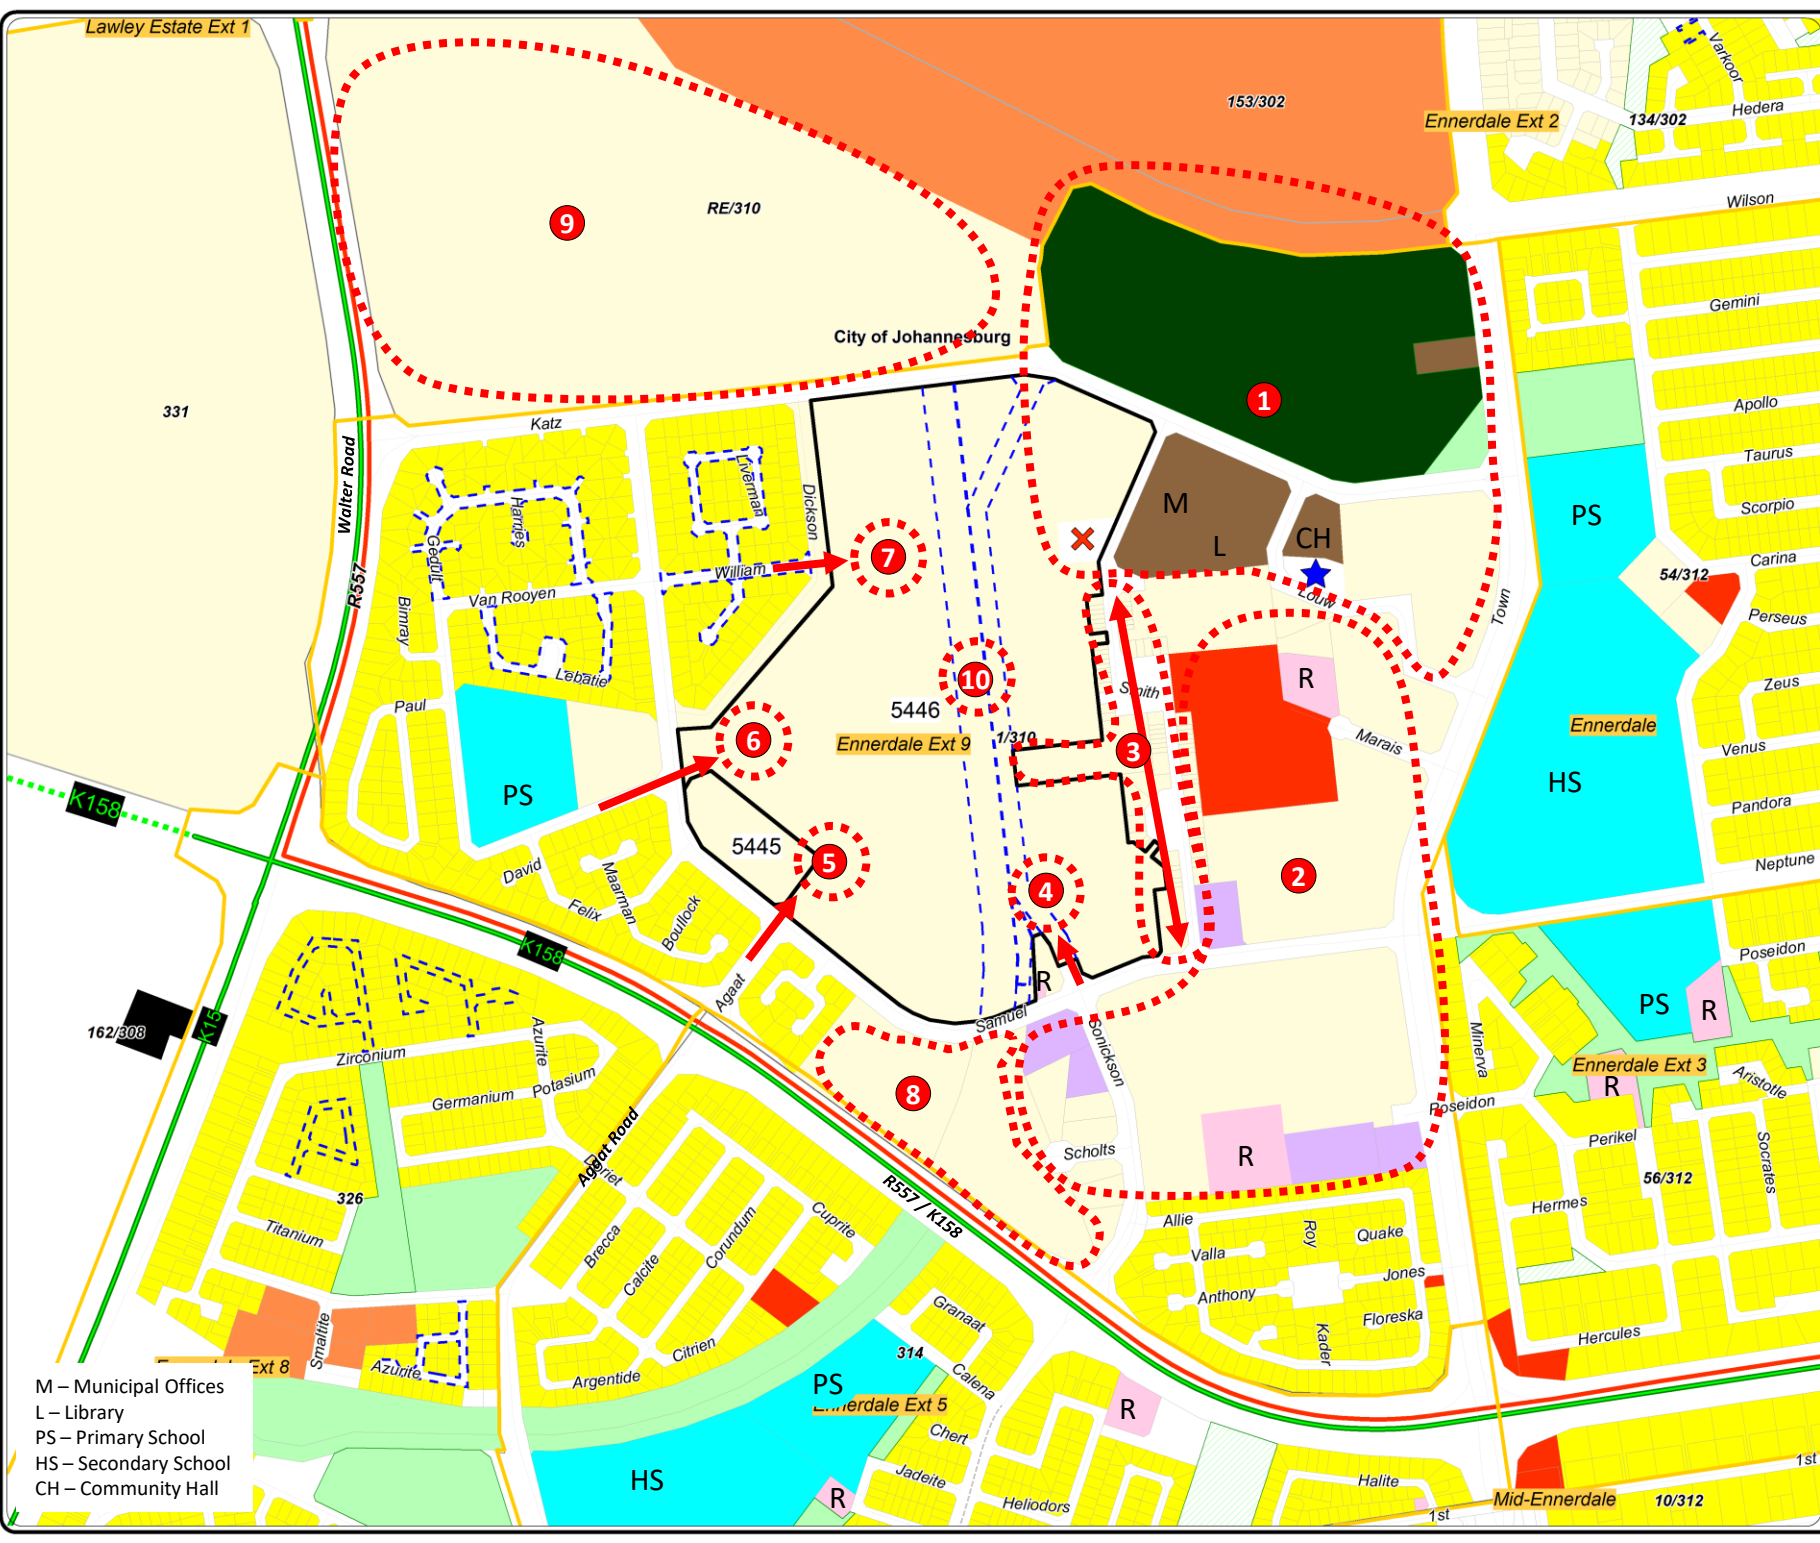 Lawley Estate Ext 1
Varkoor
153/302
Hedera
Ennerdale Ext 2
134/302
Wilson
9
RE/310
Gemini
City of Johannesburg
1
Apollo
331
Katz
Taurus
Walter Road
Liverman
Dickson
Harries
M
PS
Scorpio
L
CH
Gedult
7
Carina
William
54/312
R557
Van Rooyen
Louw
Town
Bimray
Perseus
Lebatie
10
Smith
R
Zeus
Paul
5446
Ennerdale
6
Ennerdale Ext 9
1/310
3
Marais
Venus
PS
HS
K158
Pandora
5445
5
Neptune
David
2
Maarman
4
Felix
Boullock
K158
Poseidon
Agaat
R
PS
R
K15
162/308
Samuel
Azurite
Sonickson
Minerva
Zirconium
Ennerdale Ext 3
Potasium
8
R
Aristotle
Germanium
Poseidon
Aggat Road
Perikel
Scholts
R
Socrates
56/312
326
R557 / K158
Hermes
Titanium
Brecca
Corundum
Cuprite
Allie
Roy
Quake
Calcite
Valla
Jones
Anthony
Granaat
Floreska
Smaltite
Kader
Hercules
Citrien
314
Azurite
Argentide
Calena
PS
Ennerdale Ext 5
R
Chert
Jadeite
HS
Halite
1st
R
Heliodors
Mid-Ennerdale
10/312
1st
M – Municipal Offices
L – Library
PS – Primary School
HS – Secondary School
CH – Community Hall